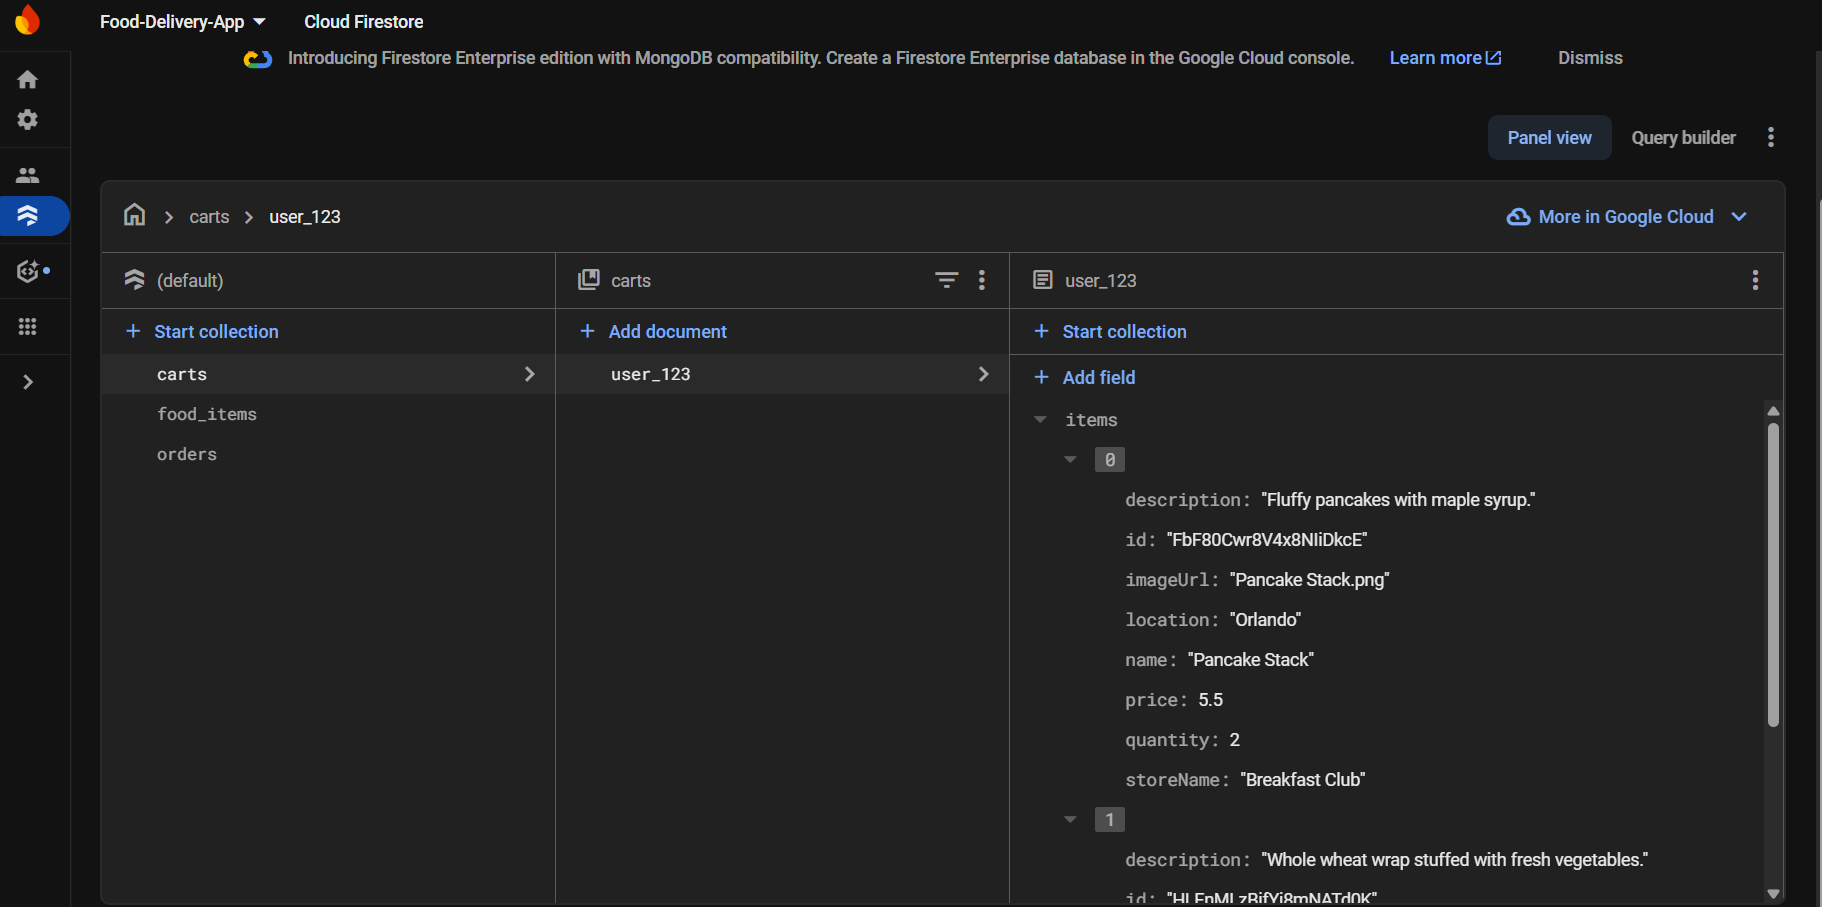 Food-Delivery-App
Cloud Firestore
Introducing Firestore Enterprise edition with MongoDB compatibility. Create a Firestore Enterprise database in the Google Cloud console.
Learn more
Dismiss
Panel view
Query builder
carts
user_123
More in Google Cloud
(default)
Start collection
carts
food_items
orders
carts
Add document
user_123
user_123
Start collection
Add field
items
0
description: "Fluffy pancakes with maple syrup."
id: "FbF80Cwr8V4x8NIiDkcE"
imageUrl: "Pancake Stack.png"
location: "Orlando"
name: "Pancake Stack"
price: 5.5
quantity: 2
storeName: "Breakfast Club"
1
description: "Whole wheat wrap stuffed with fresh vegetables."
id: